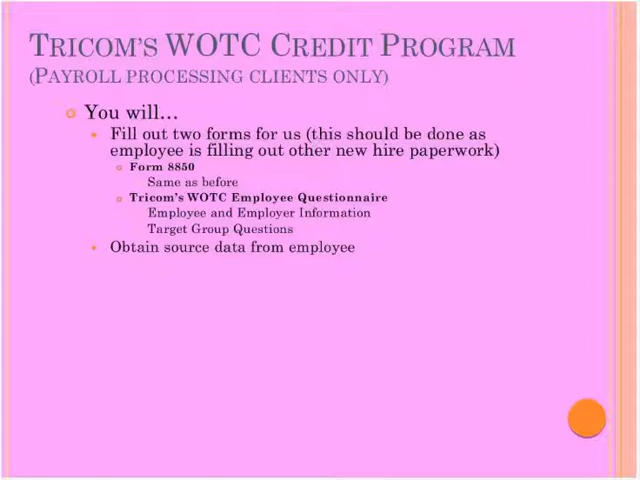 TRICOM'S WOTC CREDIT PROGRAM
(PAYROLL PROCESSING CLIENTS ONLY)
You will…
Fill out two forms for us (this should be done as
employee is filling out other new hire paperwork)
Form 8850
Same as before
Tricom's WOTC Employee Questionnaire
Employee and Employer Information
Target Group Questions
Obtain source data from employee